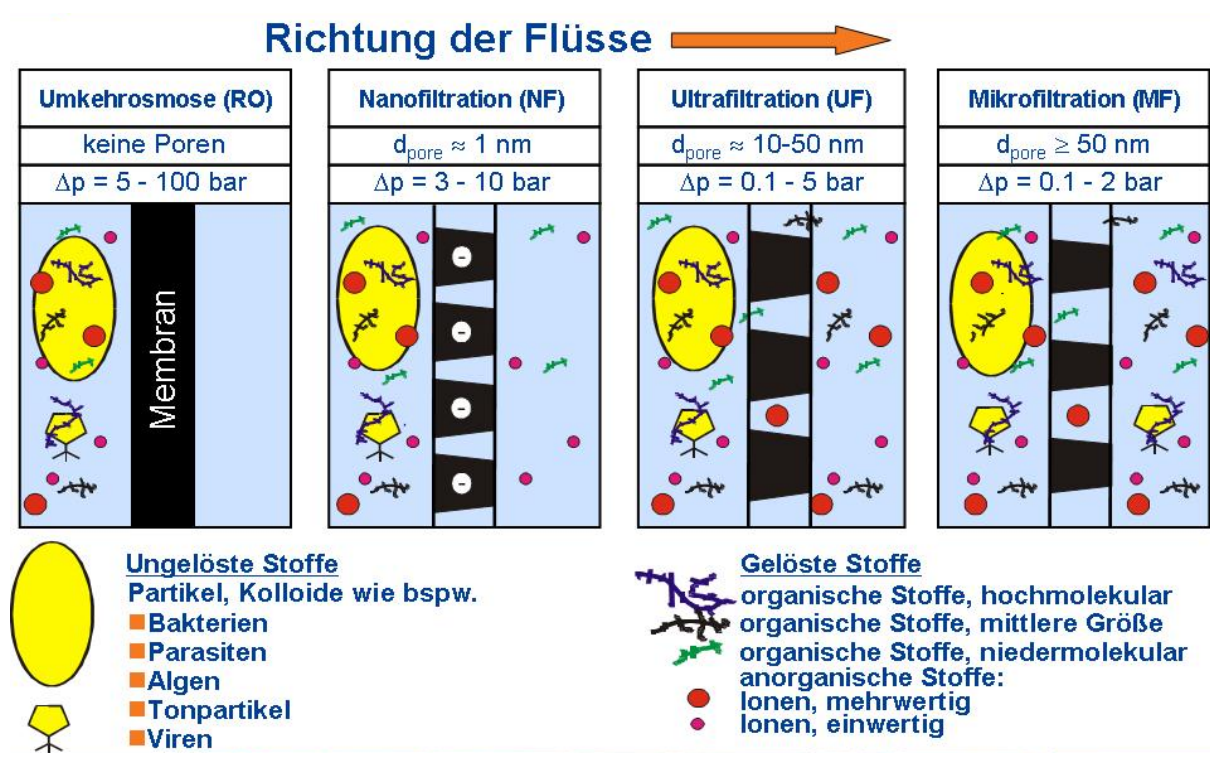 Richtung der Flüsse
Umkehrosmose (RO)
keine Poren
Δp = 5 - 100 bar
Membran
Nanofiltration (NF)
dpore ≈ 1 nm
Δp = 3 - 10 bar
-
-
-
-
Ultrafiltration (UF)
dpore ≈ 10-50 nm
Δp = 0.1 - 5 bar
Mikrofiltration (MF)
dpore ≥ 50 nm
Δp = 0.1 - 2 bar
Ungelöste Stoffe
Partikel, Kolloide wie bspw.
Bakterien
Parasiten
Algen
Tonpartikel
Viren
Gelöste Stoffe
organische Stoffe, hochmolekular
organische Stoffe, mittlere Größe
organische Stoffe, niedermolekular
anorganische Stoffe:
Ionen, mehrwertig
Ionen, einwertig